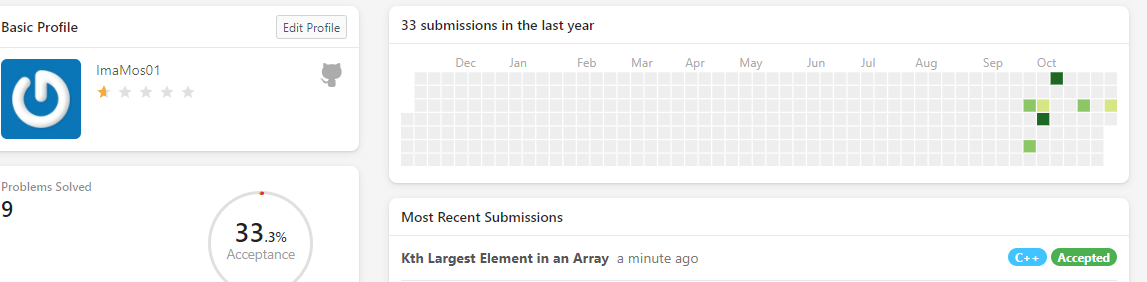 Basic Profile
Edit Profile
ImaMos01
Problems Solved
9
33.3%
Acceptance
33 submissions in the last year
Dec Jan Feb Mar Apr May Jun Jul Aug Sep Oct
Most Recent Submissions
Kth Largest Element in an Array a minute ago C++ Accepted